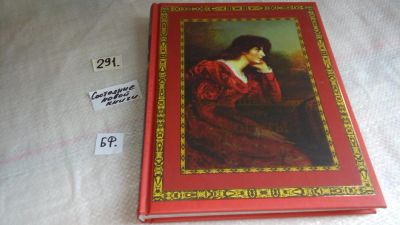 291.
Состояние
новой
книги
БФ.